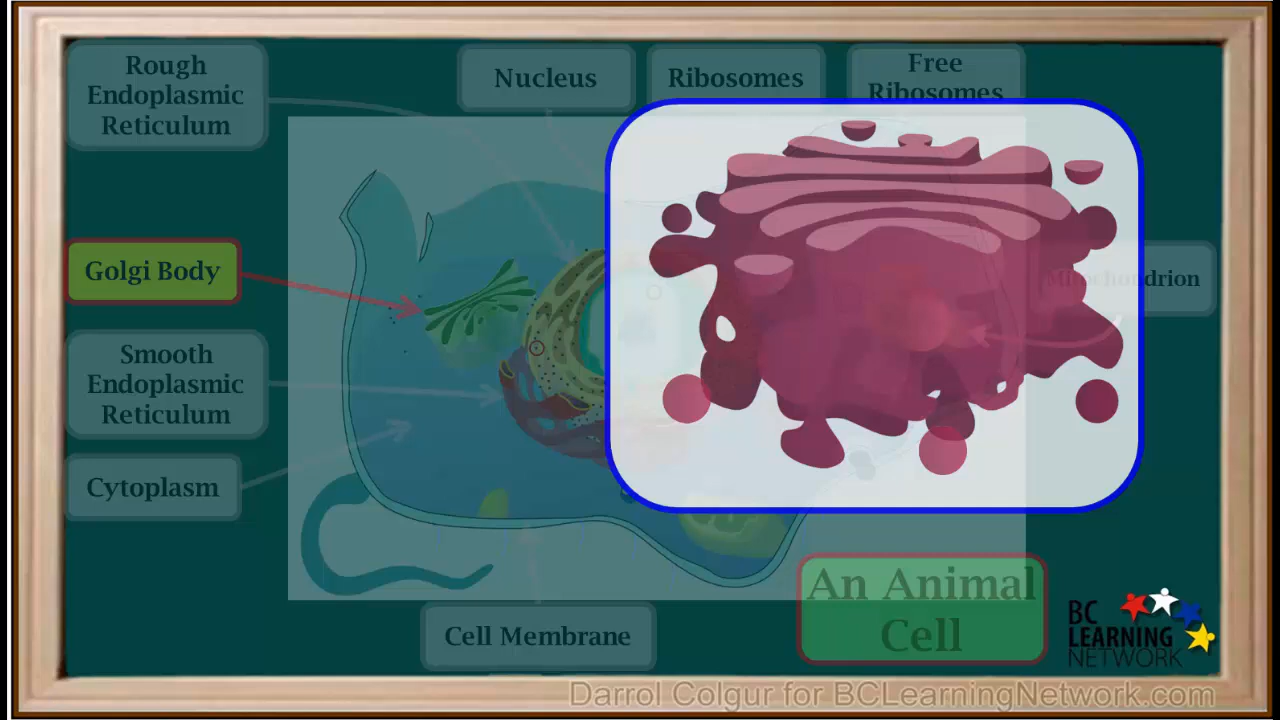 Rough
Endoplasmic
Reticulum
Nucleus
Ribosomes
Free
Ribosomes
Golgi Body
Mitochondrion
Smooth
Endoplasmic
Reticulum
Cytoplasm
Cell Membrane
An Animal
Cell
BC
LEARNING
NETWORK
Darrol Colgur for BCLearningNetwork.com